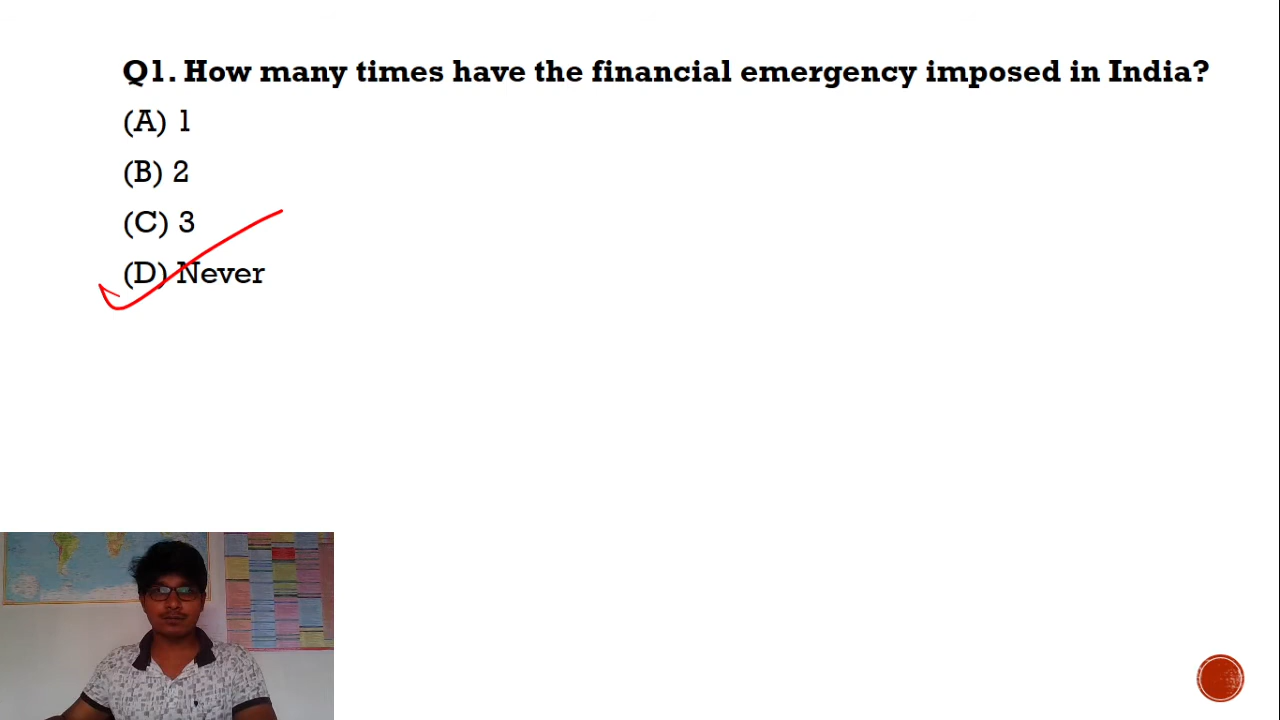 Q1. How many times have the financial emergency imposed in India?
(A) 1
(B) 2
(C) 3
(D) Never